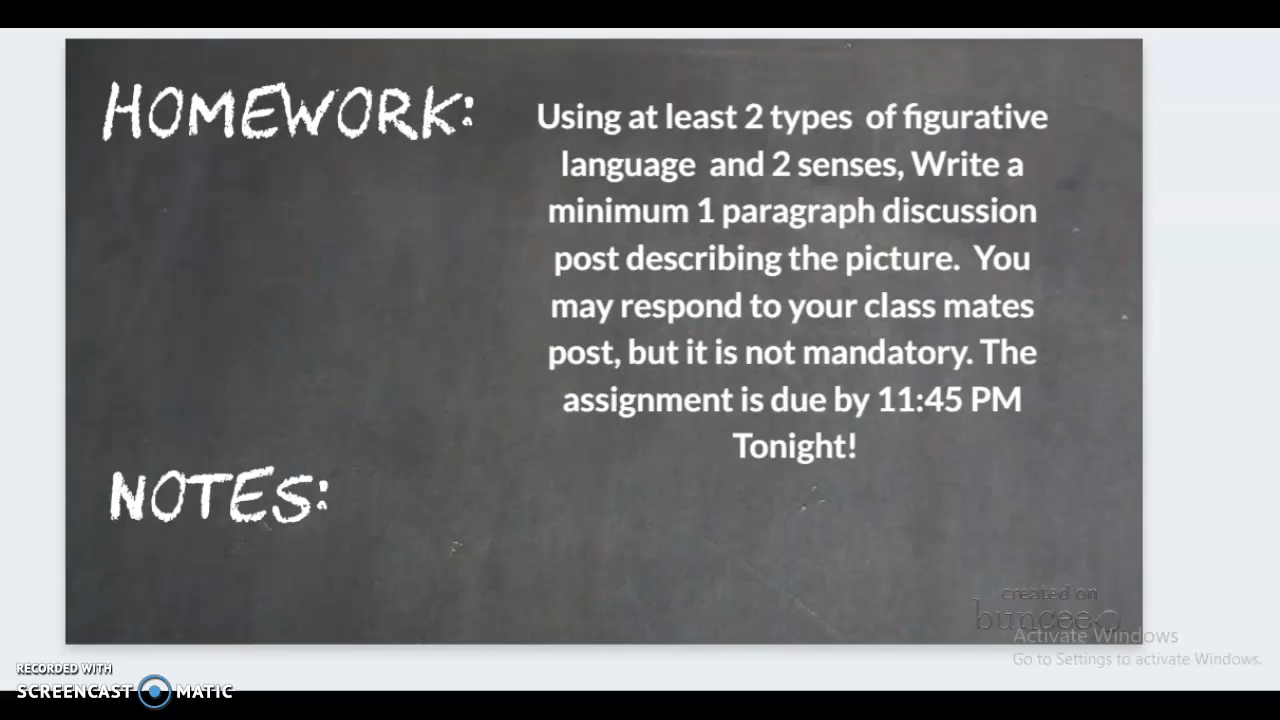 HOMEWORK:
Using at least 2 types of figurative
language and 2 senses, Write a
minimum 1 paragraph discussion
post describing the picture. You
may respond to your class mates
post, but it is not mandatory. The
assignment is due by 11:45 PM
Tonight!
NOTES:
created on
buncee
Activate Windows
Go to Settings to activate Windows.
RECORDED WITH
SCREENCAST MATIC